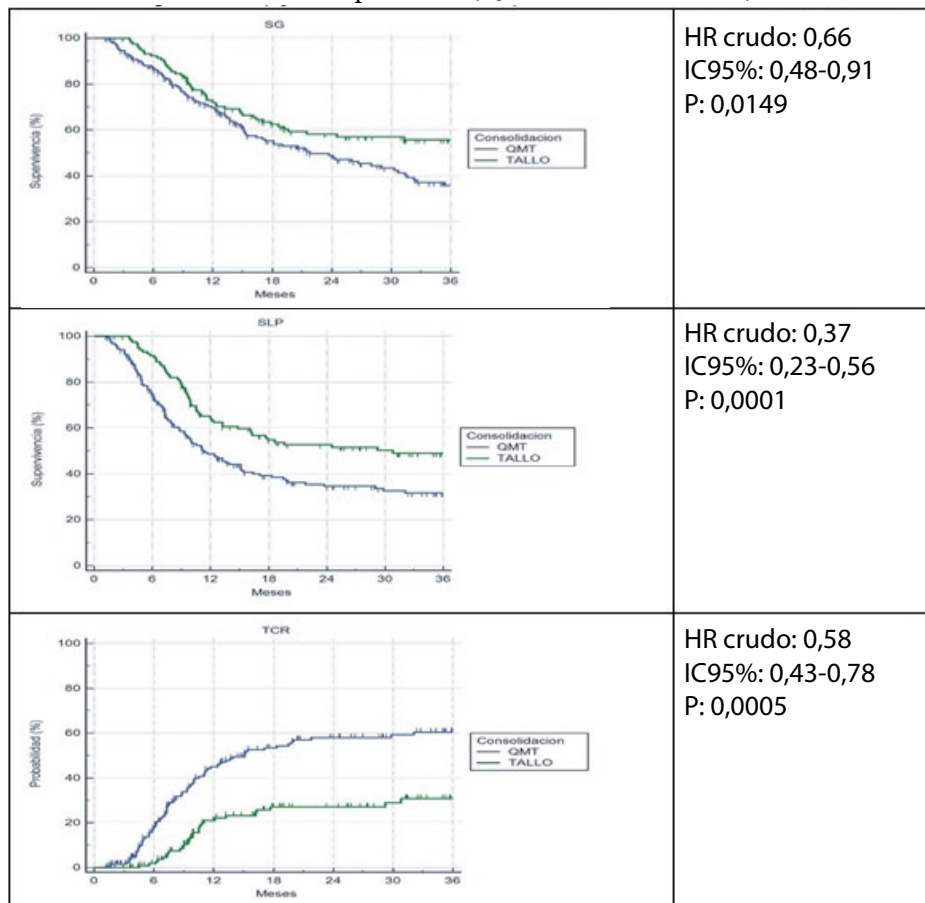 SG
100
80
60
40
20
0
Supervivencia (%)
0 6 12 18 24 30 36
Meses
Consolidacion
QMT
TALLO
HR crudo: 0,66
IC95%: 0,48-0,91
P: 0,0149
SLP
100
80
60
40
20
0
Supervivencia (%)
0 6 12 18 24 30 36
Meses
Consolidacion
QMT
TALLO
HR crudo: 0,37
IC95%: 0,23-0,56
P: 0,0001
TCR
100
80
60
40
20
0
Probabilidad (%)
0 6 12 18 24 30 36
Meses
Consolidacion
QMT
TALLO
HR crudo: 0,58
IC95%: 0,43-0,78
P: 0,0005